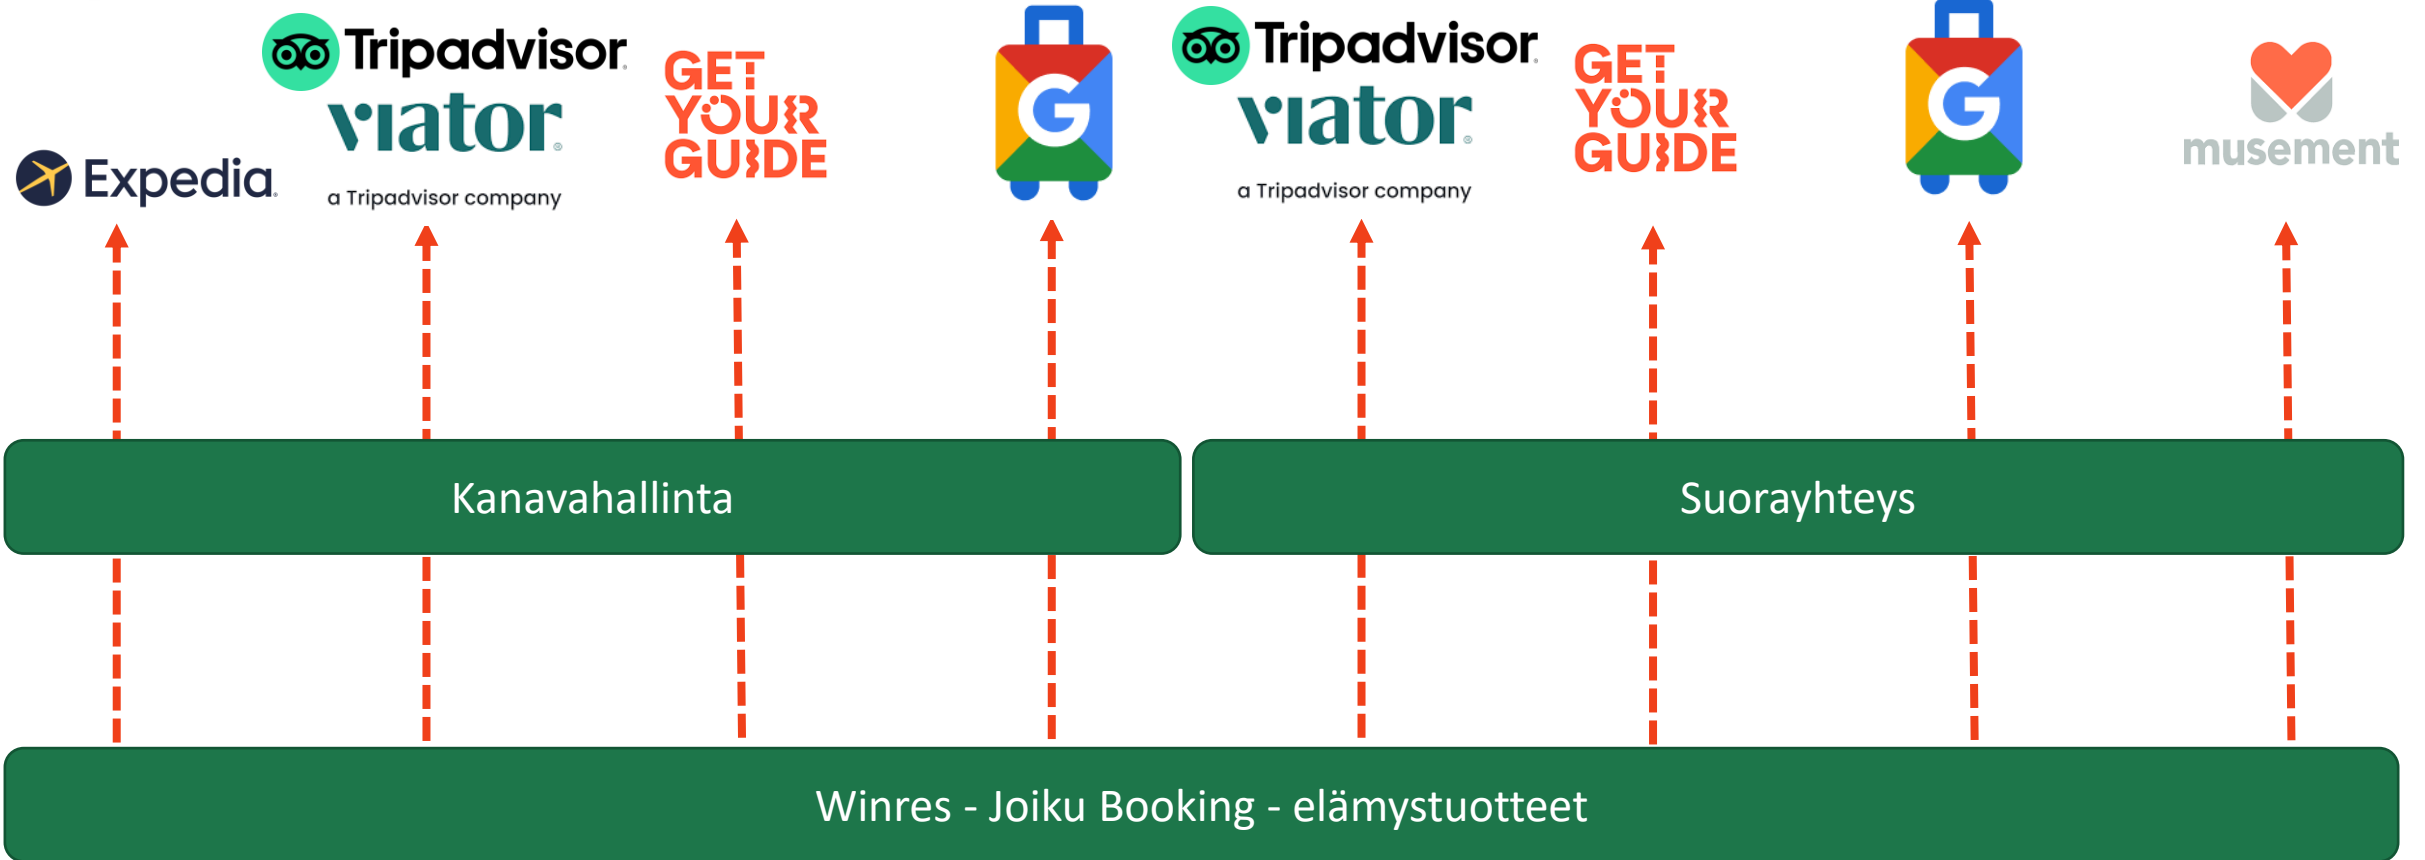 Expedia
Tripadvisor
viator
a Tripadvisor company
GET
YOUR
GUIDE
G
Tripadvisor
viator
a Tripadvisor company
GET
YOUR
GUIDE
G
musement
Kanavahallinta
Suorayhteys
Winres - Joiku Booking - elämystuotteet